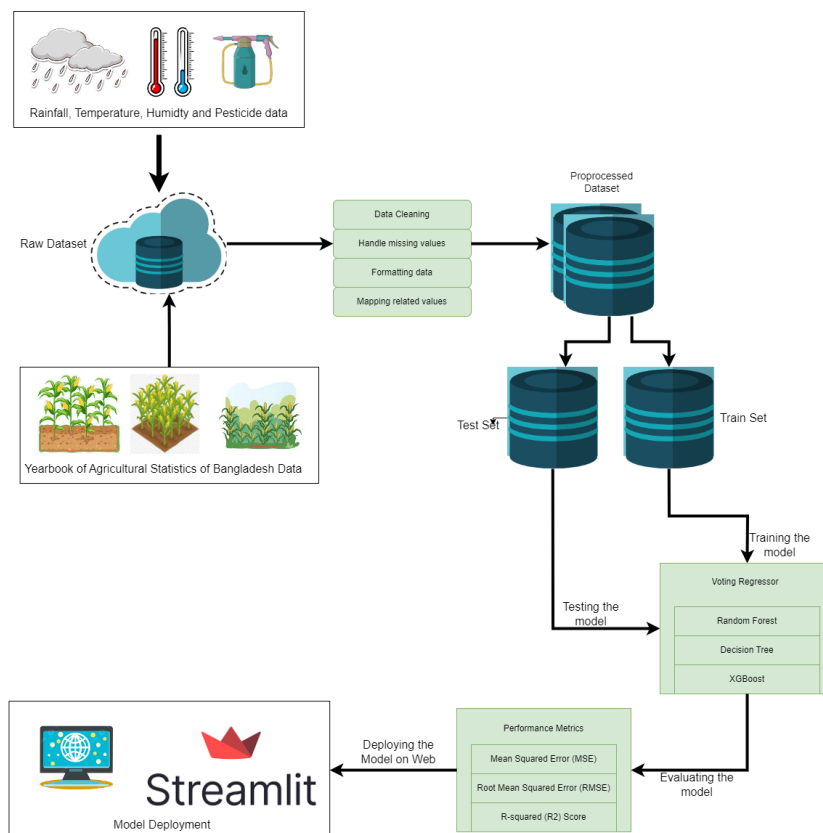 Rainfall, Temperature, Humidty and Pesticide data
Raw Dataset
Data Cleaning
Handle missing values
Formatting data
Mapping related values
Proprocessed
Dataset
Yearbook of Agricultural Statistics of Bangladesh Data
Test Set
Train Set
Training the
model
Testing the
model
Voting Regressor
Random Forest
Decision Tree
XGBoost
Evaluating the
model
Performance Metrics
Mean Squared Error (MSE)
Root Mean Squared Error (RMSE)
R-squared (R2) Score
Deploying the
Model on Web
Streamlit
Model Deployment